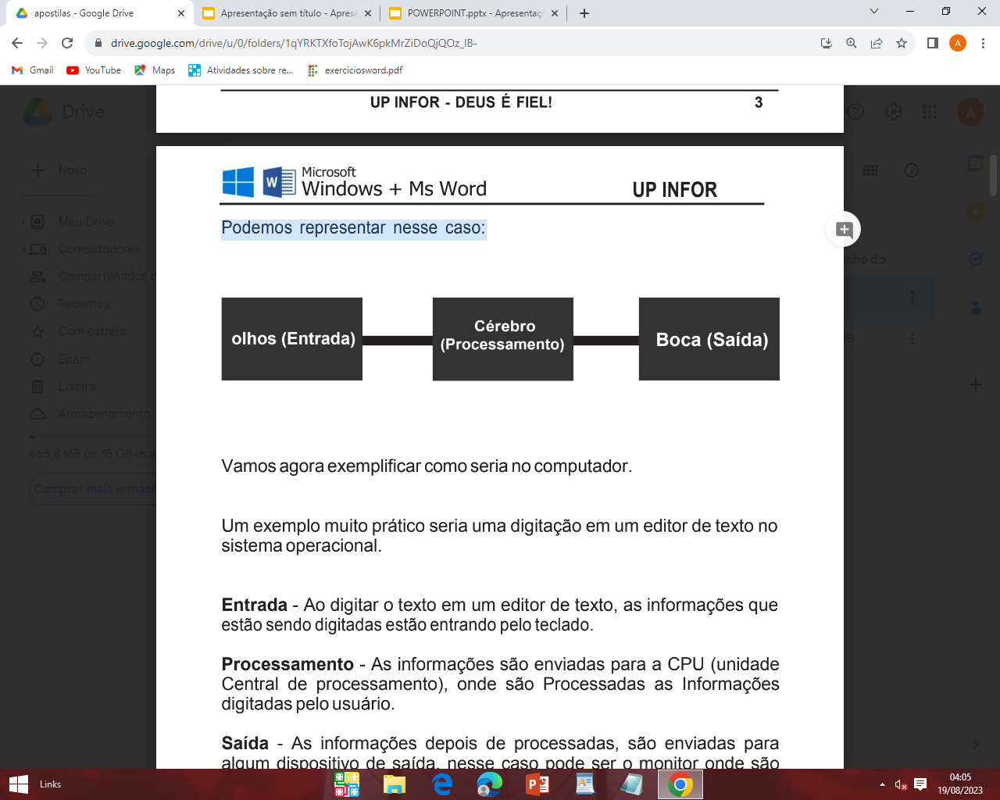 apostilas - Google Drive
Apresentação sem título - Aprese
POWERPOINT.pptx - Apresentaç
drive.google.com/drive/u/0/folders/1qYRKTXfoTojAwK6pkMrZiDoQjQOz_lB-
A
Gmail
YouTube
Maps
Atividades sobre re...
exerciciosword.pdf
UP INFOR - DEUS É FIEL!
3
Drive
A
Novo
Microsoft
Windows + Ms Word
UP INFOR
Podemos representar nesse caso:
Meu Drive
Computadores
Compartilhados
Recentes
Com estrela
Spam
Lixeira
Armazenamento
665,8 MB de 15 GB
Comprar mais
olhos (Entrada)
Cérebro
(Processamento)
Boca (Saída)
Vamos agora exemplificar como seria no computador.
Um exemplo muito prático seria uma digitação em um editor de texto no
sistema operacional.
Entrada - Ao digitar o texto em um editor de texto, as informações que
estão sendo digitadas estão entrando pelo teclado.
Processamento - As informações são enviadas para a CPU (unidade
Central de processamento), onde são Processadas as Informações
digitadas pelo usuário.
Saída - As informações depois de processadas, são enviadas para
algum dispositivo de saída, nesse caso pode ser o monitor onde são
Links
04:05
19/08/2023